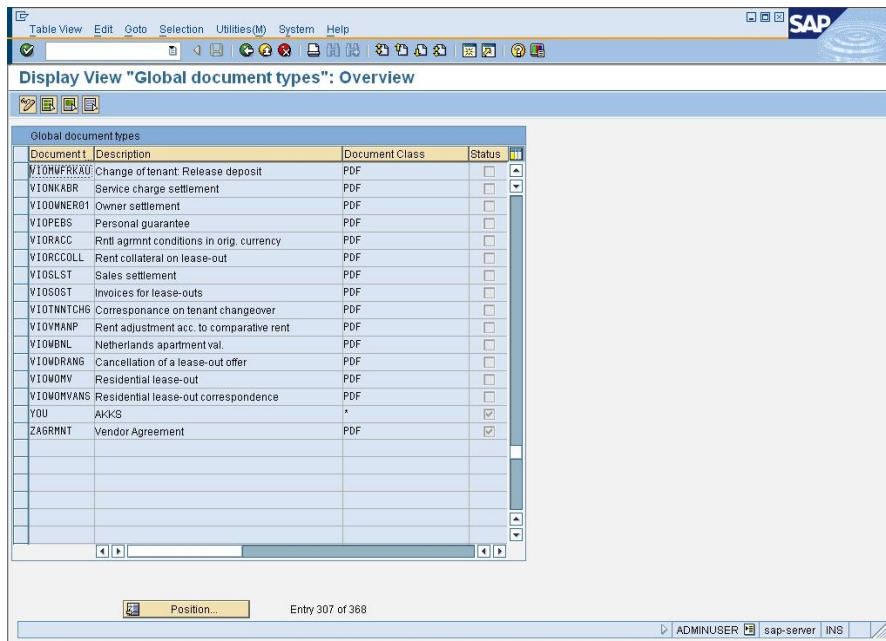 Table View Edit Goto Selection Utilities(M) System Help
SAP
Display View "Global document types": Overview
Global document types
Document t Description Document Class Status
VIOMWFRKAU Change of tenant: Release deposit PDF
VIONKABR Service charge settlement PDF
VIOOWNER01 Owner settlement PDF
VIOPEBS Personal guarantee PDF
VIORACC Rntl agrmnt conditions in orig. currency PDF
VIORCCOLL Rent collateral on lease-out PDF
VIOSLST Sales settlement PDF
VIOSOST Invoices for lease-outs PDF
VIOTNNTCHG Corresponance on tenant changeover PDF
VIOVMANP Rent adjustment acc. to comparative rent PDF
VIOWBNL Netherlands apartment val. PDF
VIOWDRANG Cancellation of a lease-out offer PDF
VIOWOMV Residential lease-out PDF
VIOWOMVANS Residential lease-out correspondence PDF
YOU AKKS *
ZAGRMNT Vendor Agreement PDF
Position... Entry 307 of 368
ADMINUSER sap-server INS